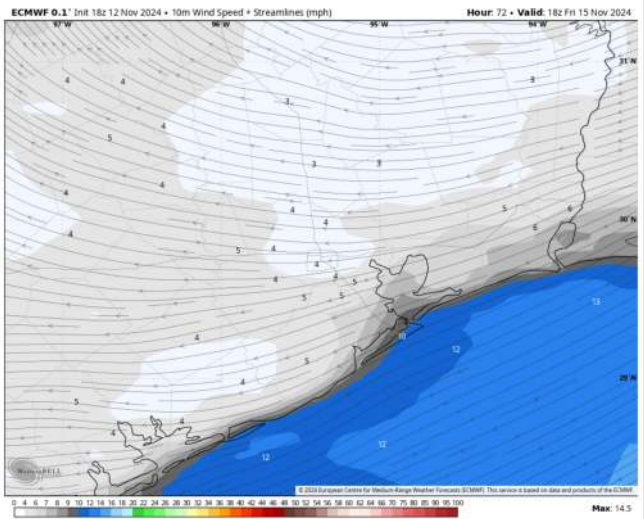 ECMWF 0.1° Init 18z 12 Nov 2024 • 10m Wind Speed + Streamlines (mph)
Hour: 72 • Valid: 18z Fri 15 Nov 2024
97°W 96°W 95°W 94°W
31°N
4 4 3
3
5 4
3 3
4 4
4 5 6
30°N
4 4 6
5 4
4
4 5
4 5 5
13
4 10
12
5
29°N
4
5
4 4
12
12
WeatherBELL
© 2024 European Centre for Medium-Range Weather Forecasts (ECMWF). This service is based on data and products of the ECMWF.
0 4 5 6 7 8 9 10 12 14 16 18 20 22 24 26 28 30 32 34 36 38 40 42 44 46 48 50 52 54 56 58 60 65 70 75 80 85 90 95 100
Max: 14.5